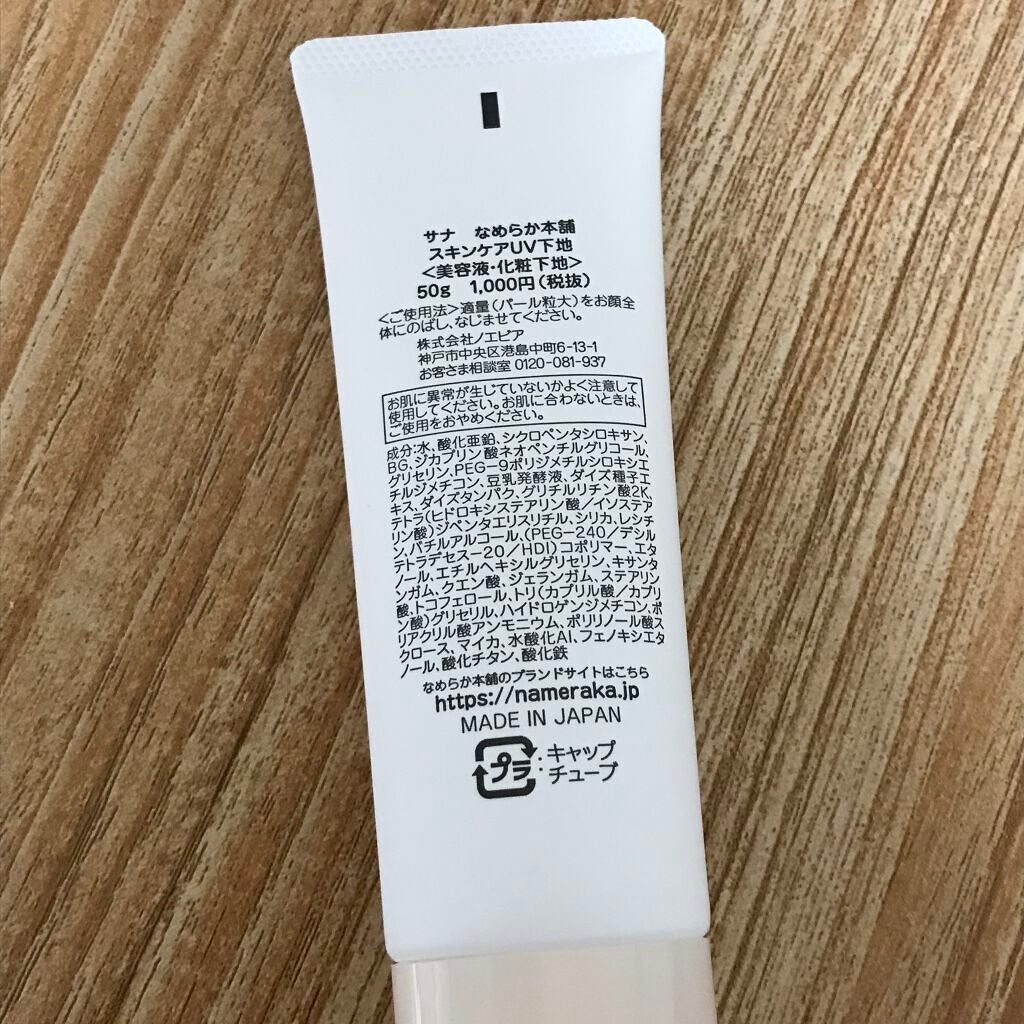 サナ なめらか本舗
スキンケアUV下地
<美容液・化粧下地>
50g 1,000円(税抜)
<ご使用法>適量(パール粒大)をお顔全
体にのばし、なじませてください。
株式会社ノエビア
神戸市中央区港島中町6-13-1
お客さま相談室 0120-081-937
お肌に異常が生じていないかよく注意して
使用してください。お肌に合わないときは、
ご使用をおやめください。
成分:水、酸化亜鉛、シクロペンタシロキサン、
BG、ジカプリン酸ネオペンチルグリコール、
グリセリン、PEG-9ポリジメチルシロキシエ
チルジメチコン、豆乳発酵液、ダイズ種子エ
キス、ダイズタンパク、グリチルリチン酸2K、
テトラ(ヒドロキシステアリン酸/イソステア
リン酸)ジペンタエリスリチル、シリカ、レシチ
ン、バチルアルコール、(PEG-240/デシル
テトラデセス-20/HDI)コポリマー、エタ
ノール、エチルヘキシルグリセリン、キサンタ
ンガム、クエン酸、ジェランガム、ステアリン
酸、トコフェロール、トリ(カプリル酸/カプリ
ン酸)グリセリル、ハイドロゲンジメチコン、ポ
リアクリル酸アンモニウム、ポリリノール酸ス
クロース、マイカ、水酸化Al、フェノキシエタ
ノール、酸化チタン、酸化鉄
なめらか本舗のブランドサイトはこちら
https://nameraka.jp
MADE IN JAPAN
プラ:キャップ
チューブ